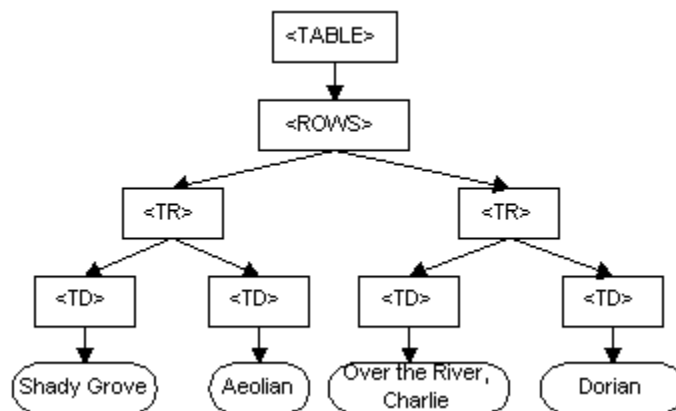 <TABLE>
<ROWS>
<TR>
<TR>
<TD>
<TD>
<TD>
<TD>
Shady Grove
Aeolian
Over the River,
Charlie
Dorian